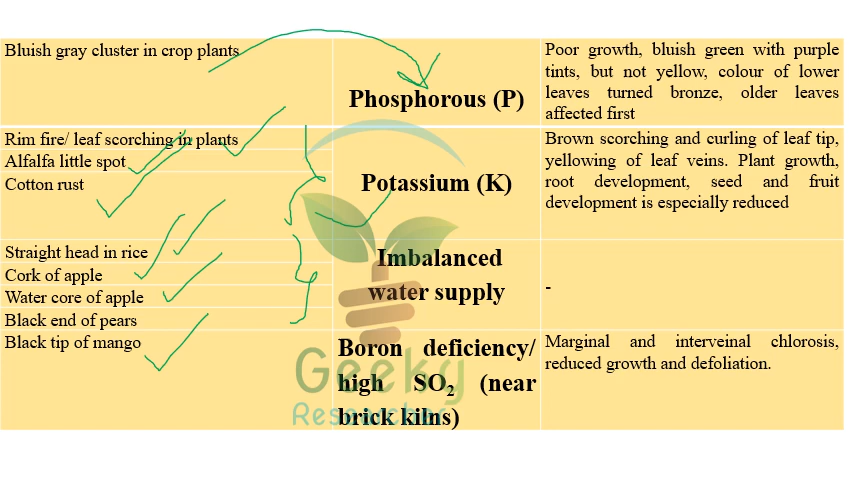 Bluish gray cluster in crop plants
Phosphorous (P)
Poor growth, bluish green with purple
tints, but not yellow, colour of lower
leaves turned bronze, older leaves
affected first
Rim fire/ leaf scorching in plants
Alfalfa little spot
Cotton rust
Potassium (K)
Brown scorching and curling of leaf tip,
yellowing of leaf veins. Plant growth,
root development, seed and fruit
development is especially reduced
Straight head in rice
Cork of apple
Water core of apple
Black end of pears
Imbalanced
water supply
-
Black tip of mango
Boron deficiency/
high SO2 (near
brick kilns)
Marginal and interveinal chlorosis,
reduced growth and defoliation.
Geeky
Researcher